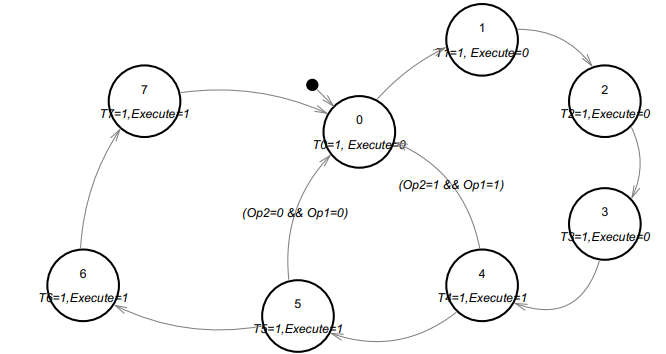 1
T1=1, Execute=0
7
T7=1,Execute=1
2
T2=1,Execute=0
0
T0=1, Execute=0
(Op2=1 && Op1=1)
(Op2=0 && Op1=0)
3
T3=1,Execute=0
6
T6=1,Execute=1
4
T4=1,Execute=1
5
T5=1,Execute=1